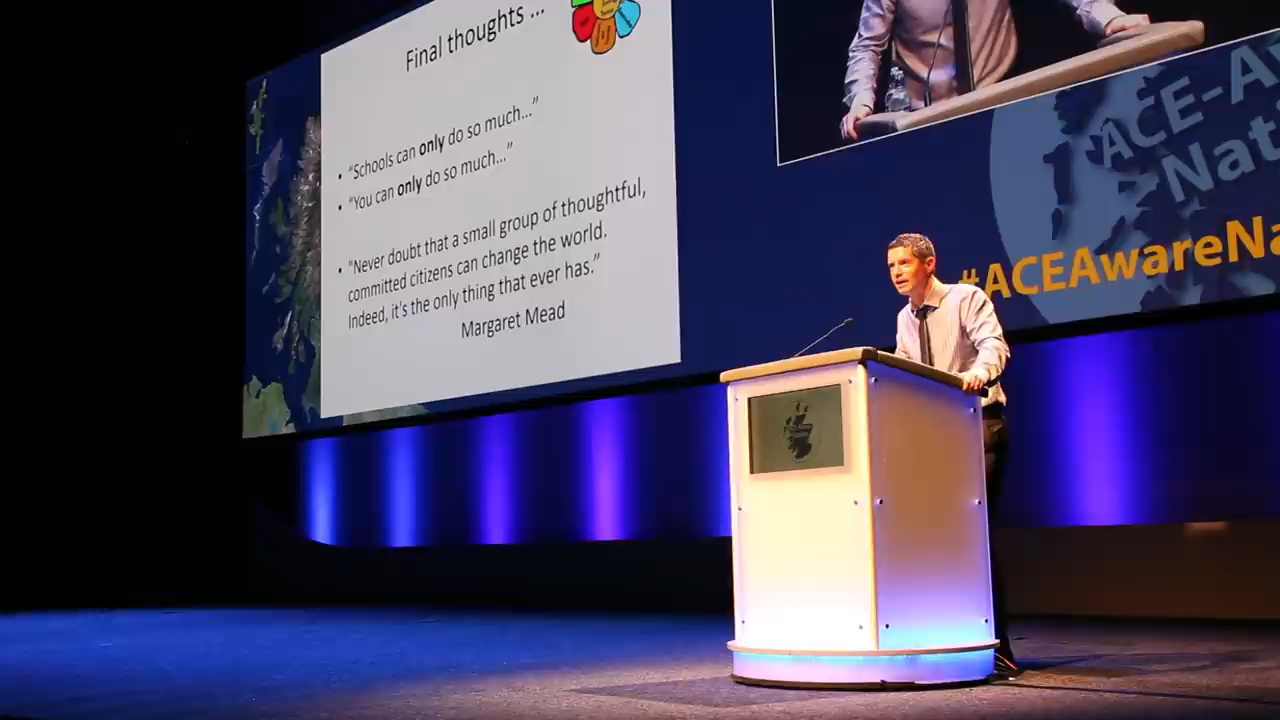 Final thoughts ...
• "Schools can only do so much..."
• "You can only do so much..."
• "Never doubt that a small group of thoughtful,
committed citizens can change the world.
Indeed, it's the only thing that ever has."
Margaret Mead
ACE-A
Nati
#ACEAwareNa